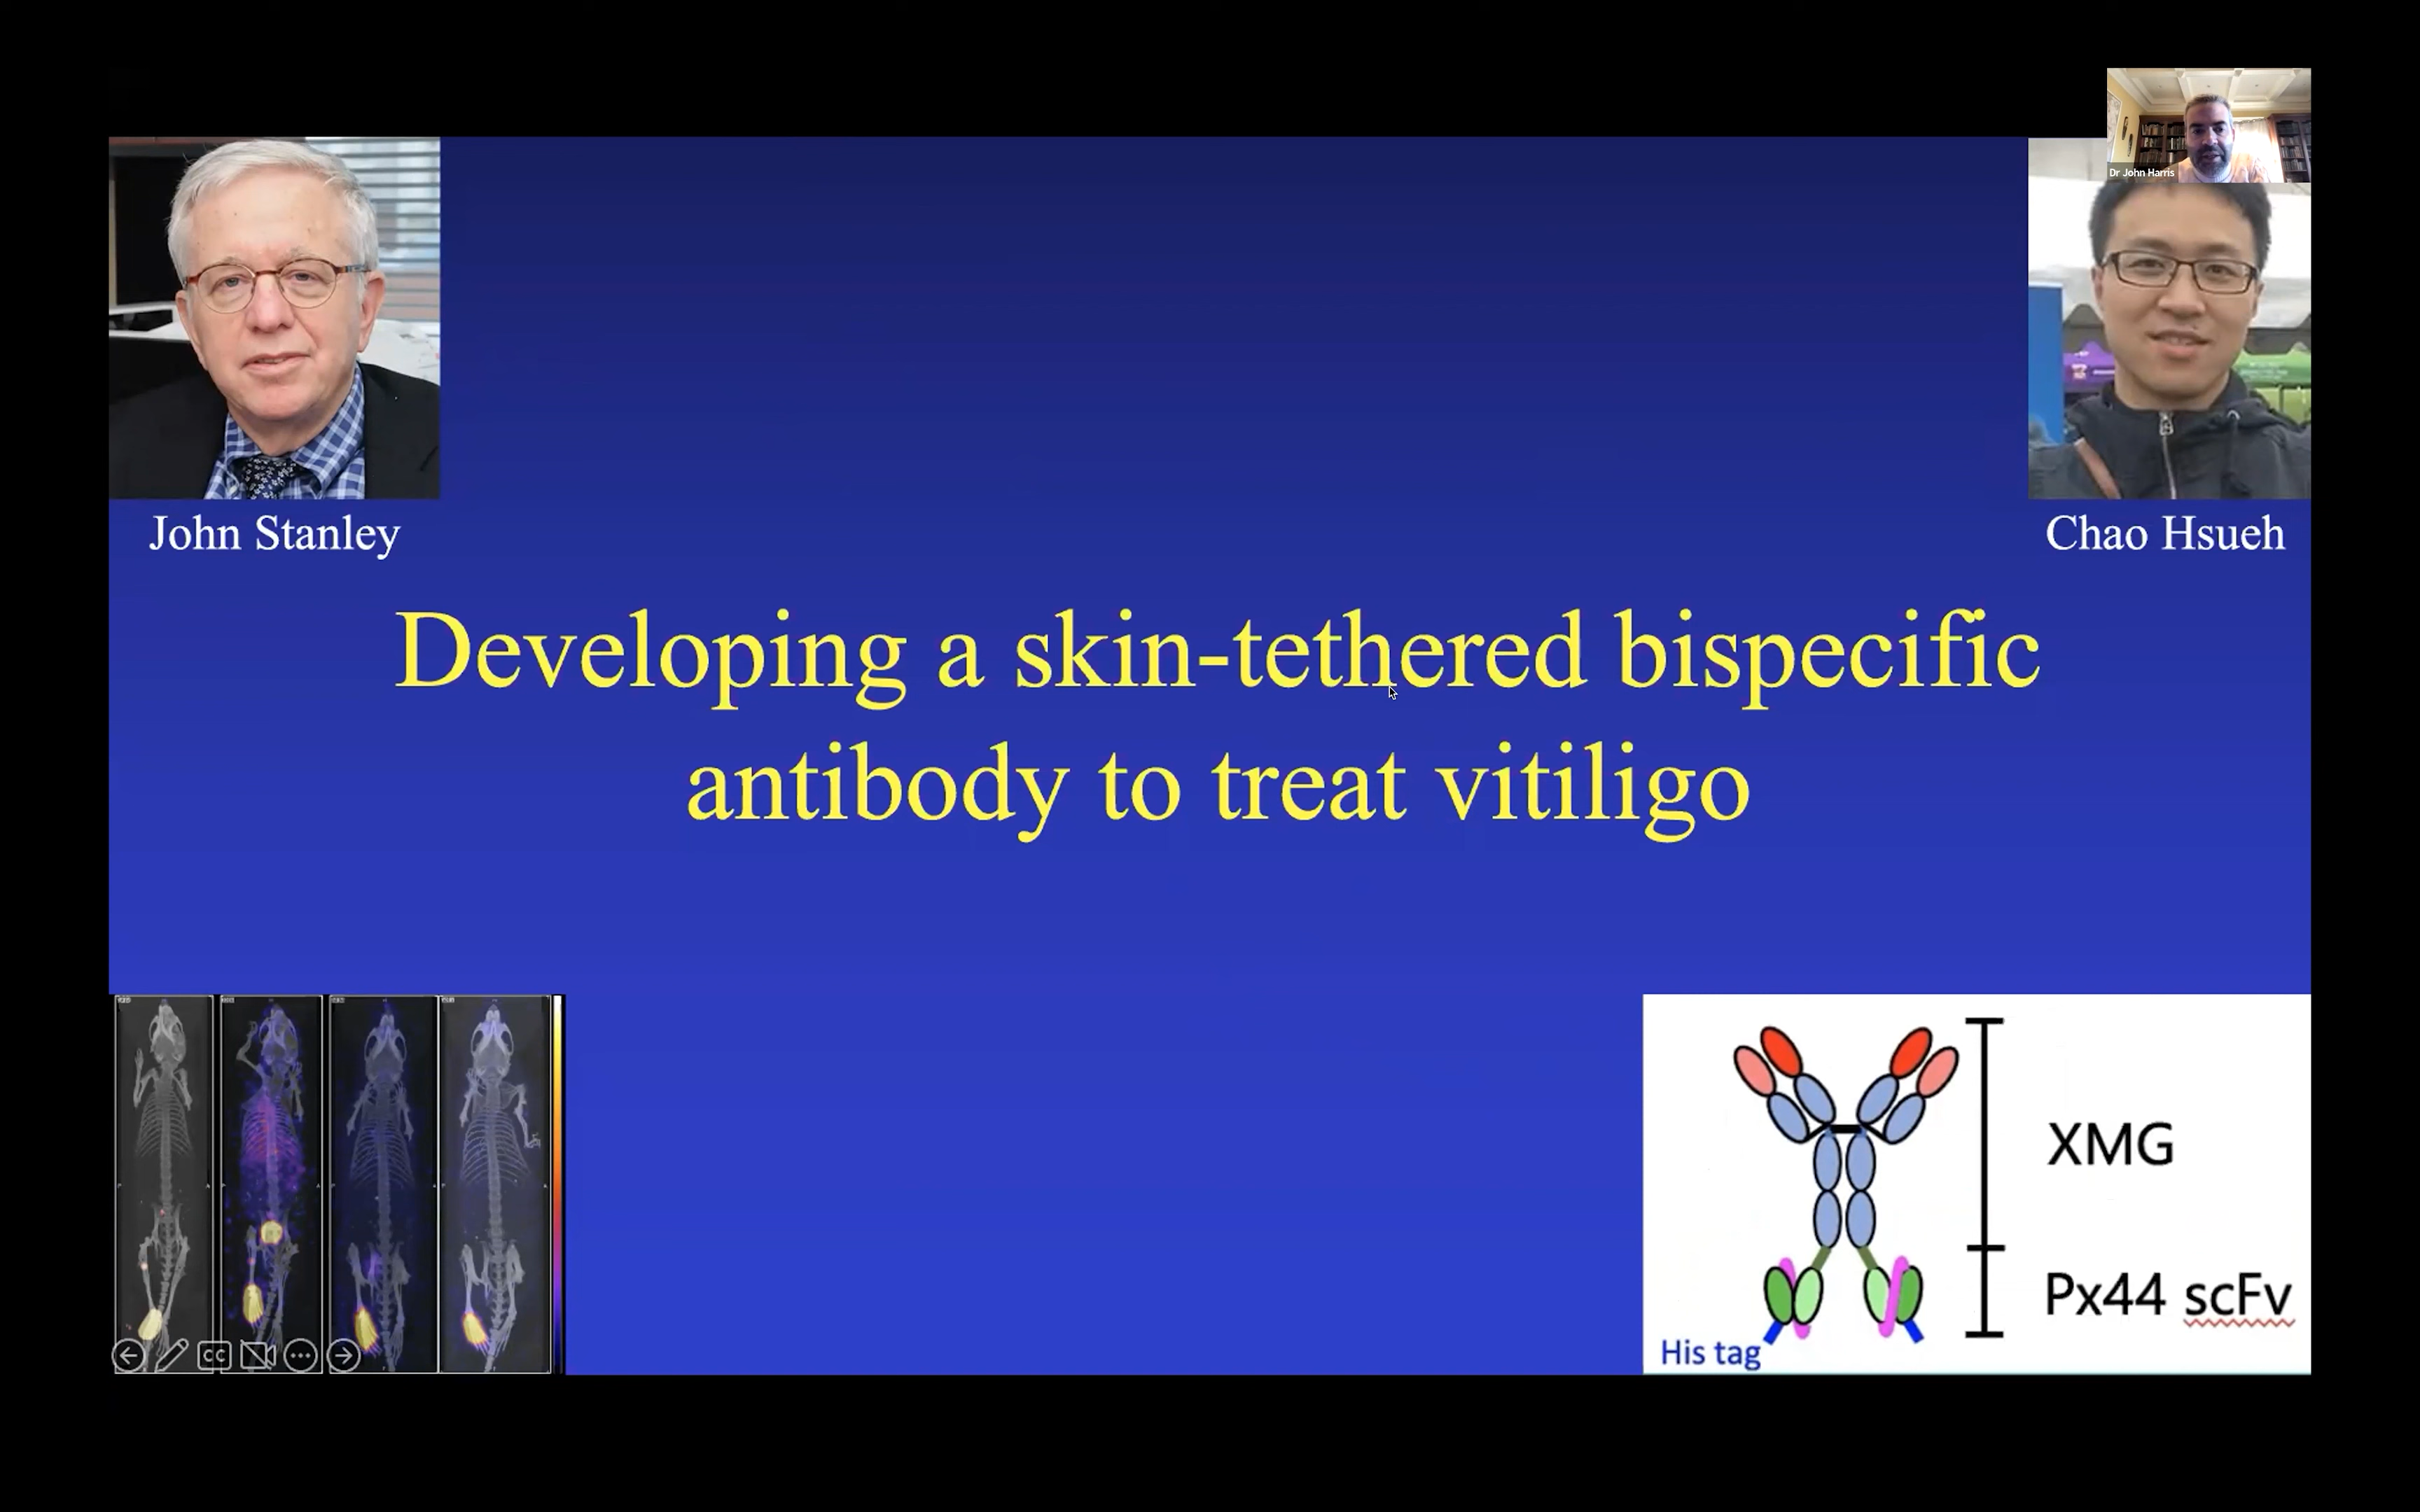 Dr John Harris
John Stanley
Chao Hsueh
Developing a skin-tethered bispecific
antibody to treat vitiligo
XMG
Px44 scFv
His tag
CC